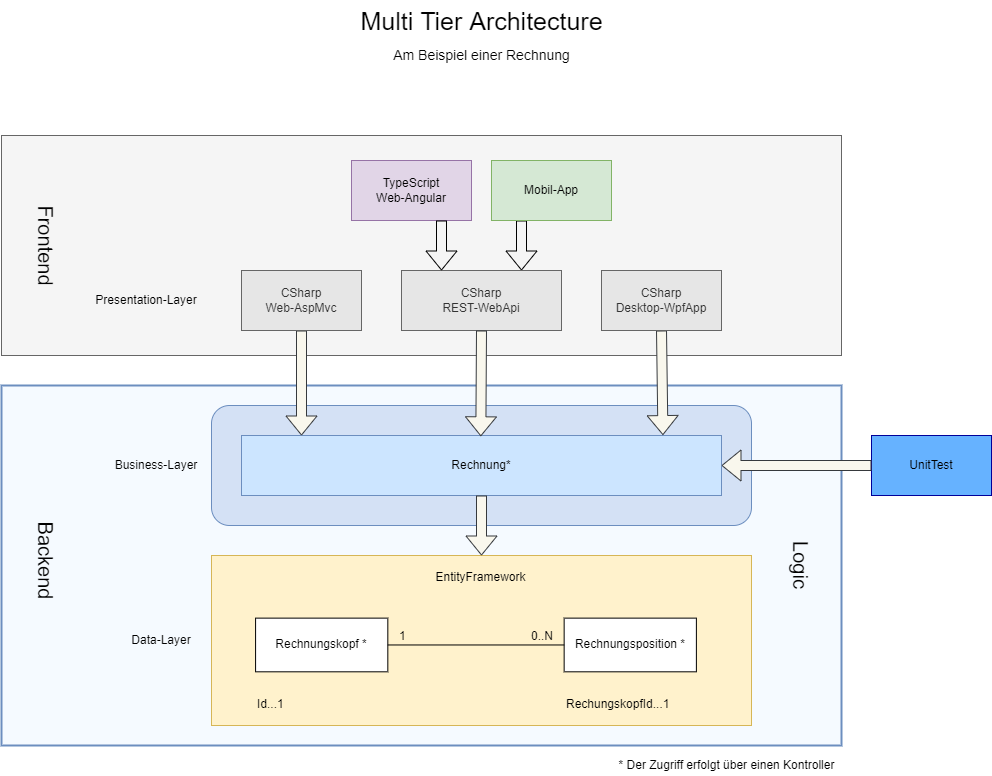 Multi Tier Architecture
Am Beispiel einer Rechnung
Frontend
TypeScript
Web-Angular
Mobil-App
Presentation-Layer
CSharp
Web-AspMvc
CSharp
REST-WebApi
CSharp
Desktop-WpfApp
Backend
Business-Layer
Rechnung*
UnitTest
Logic
EntityFramework
Data-Layer
Rechnungskopf *
1
0..N
Rechnungsposition *
Id...1
RechungskopfId...1
* Der Zugriff erfolgt über einen Kontroller